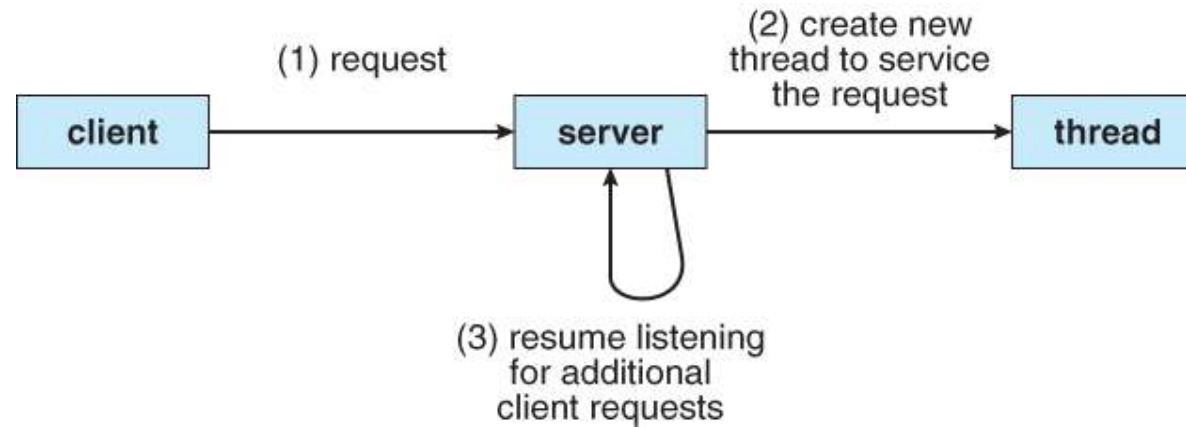 (1) request
(2) create new
thread to service
the request
client
server
thread
(3) resume listening
for additional
client requests